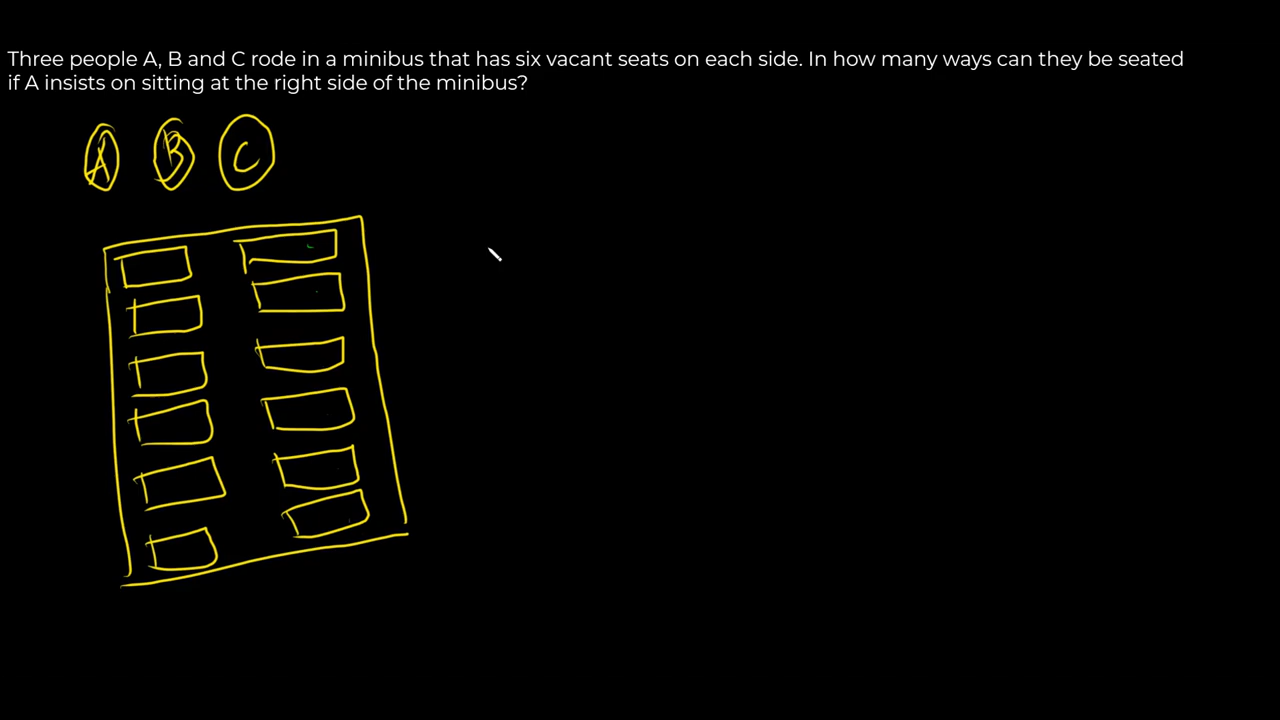 Three people A, B and C rode in a minibus that has six vacant seats on each side. In how many ways can they be seated
if A insists on sitting at the right side of the minibus?
A B C